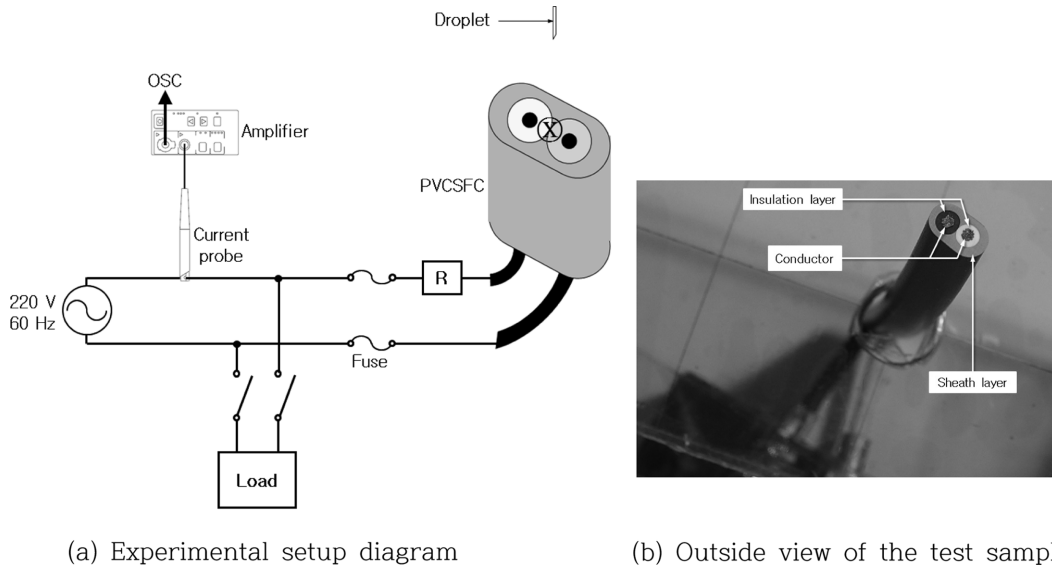 Droplet
OSC
Amplifier
X
PVCSFC
Current
probe
R
220 V
60 Hz
Fuse
Load
(a) Experimental setup diagram
Insulation layer
Conductor
Sheath layer
(b) Outside view of the test sampl